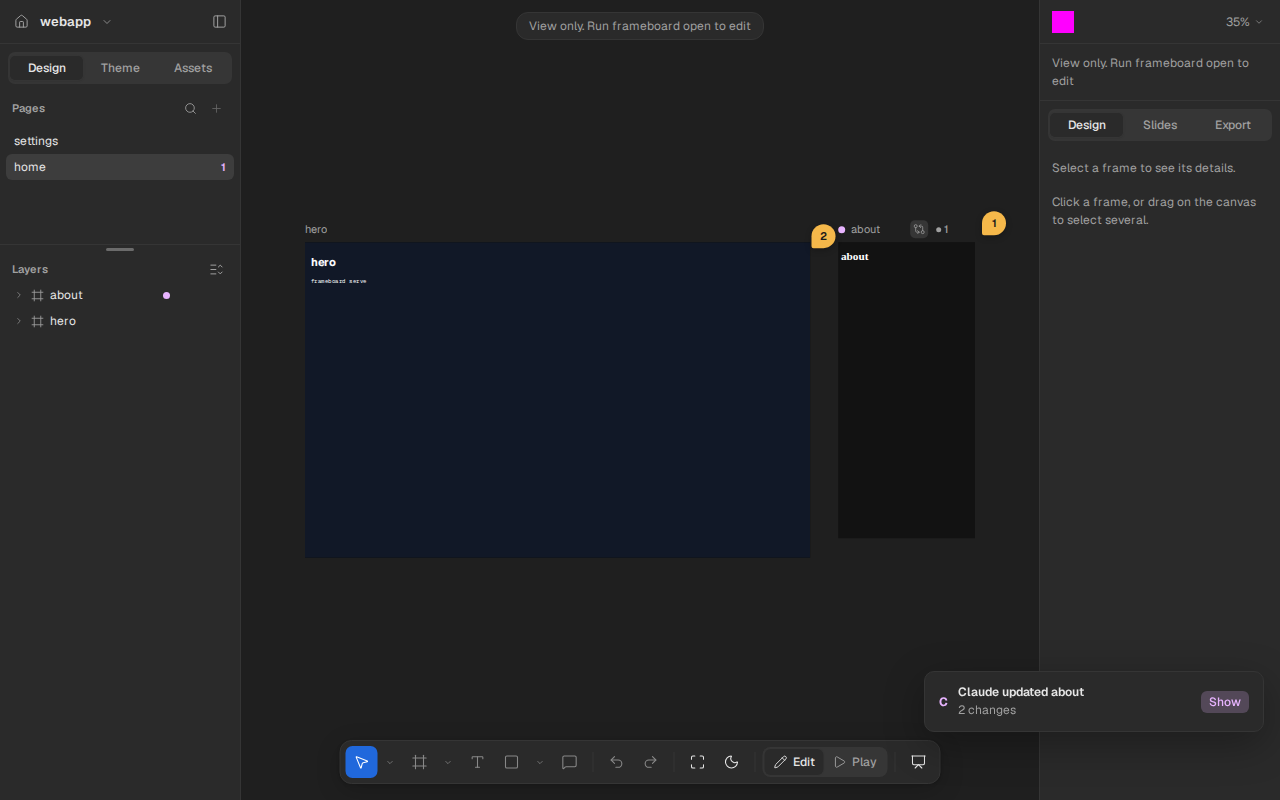 webapp
View only. Run frameboard open to edit
35%
Design
Theme
Assets
View only. Run frameboard open to
edit
Pages
Design
Slides
Export
settings
home
1
Select a frame to see its details.
Click a frame, or drag on the canvas
to select several.
hero
2
about
1
1
hero
frameboard serve
about
Layers
about
hero
C
Claude updated about
2 changes
Show
Edit
Play